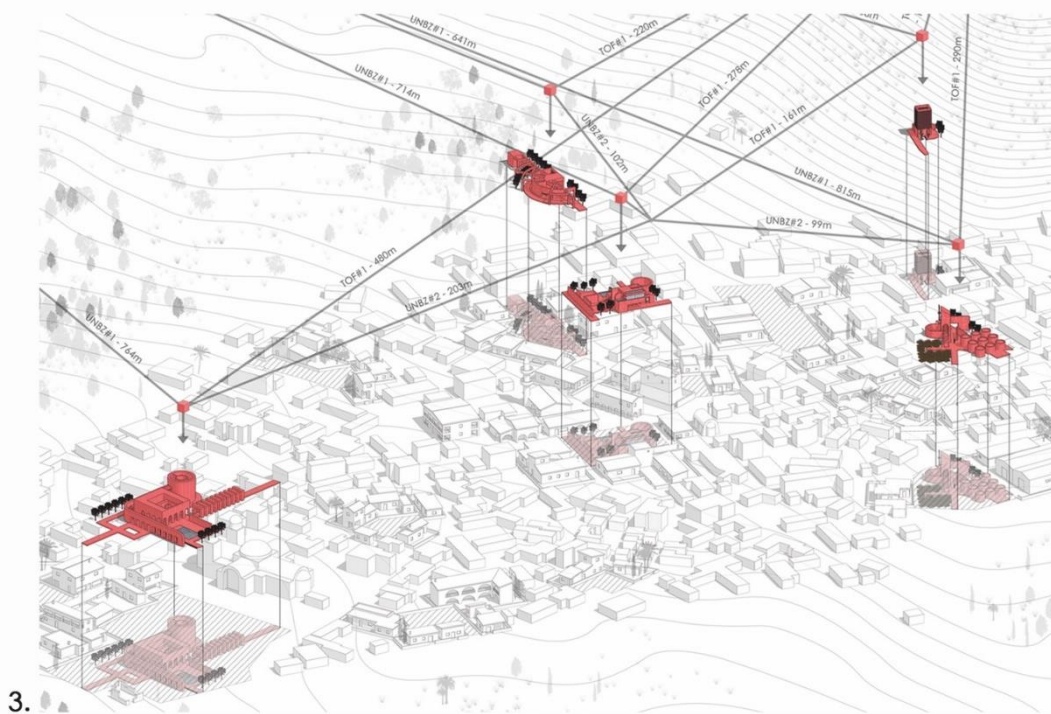 UNBZ#1 - 641m
TOF#1 - 220m
TOF#1 - 290m
UNBZ#1 - 714m
TOF#1 - 278m
TOF#1 - 161m
UNBZ#2 - 102m
UNBZ#1 - 815m
UNBZ#2 - 99m
TOF#1 - 480m
UNBZ#2 - 203m
UNBZ#1 - 764m
3.